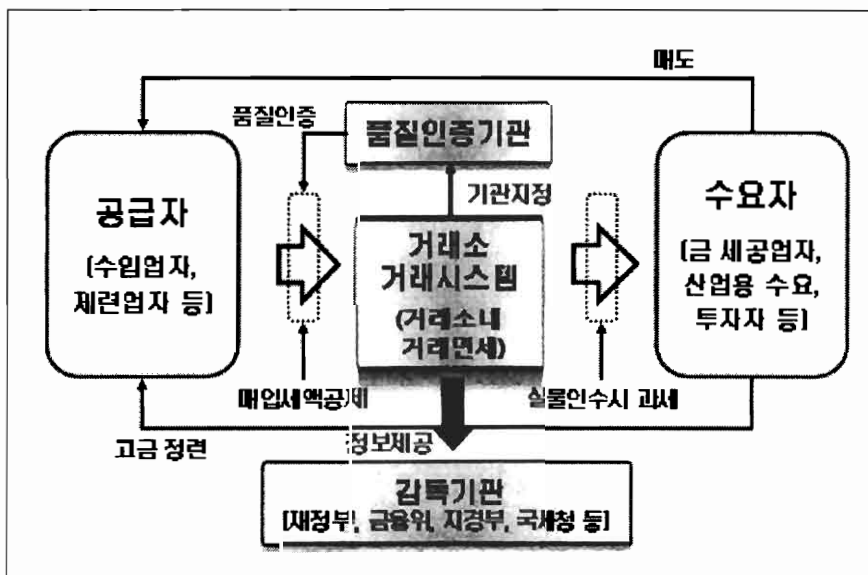 매도
품질인증
품질인증기관
기관지정
공급자
(수입업자,
제련업자 등)
거래소
거래시스템
(거래소내
거래면세)
수요자
(금 세공업자,
산업용 수요,
투자자 등)
매입세액공제
실물인수시 과세
고금 정련
정보제공
감독기관
(재정부, 금융위, 지경부, 국세청 등)